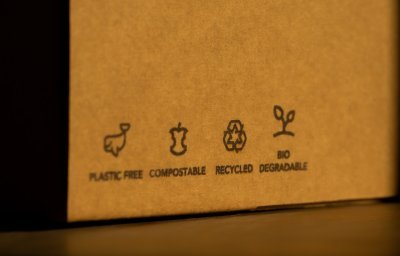 PLASTIC FREE
COMPOSTABLE
RECYCLED
BIO
DEGRADABLE